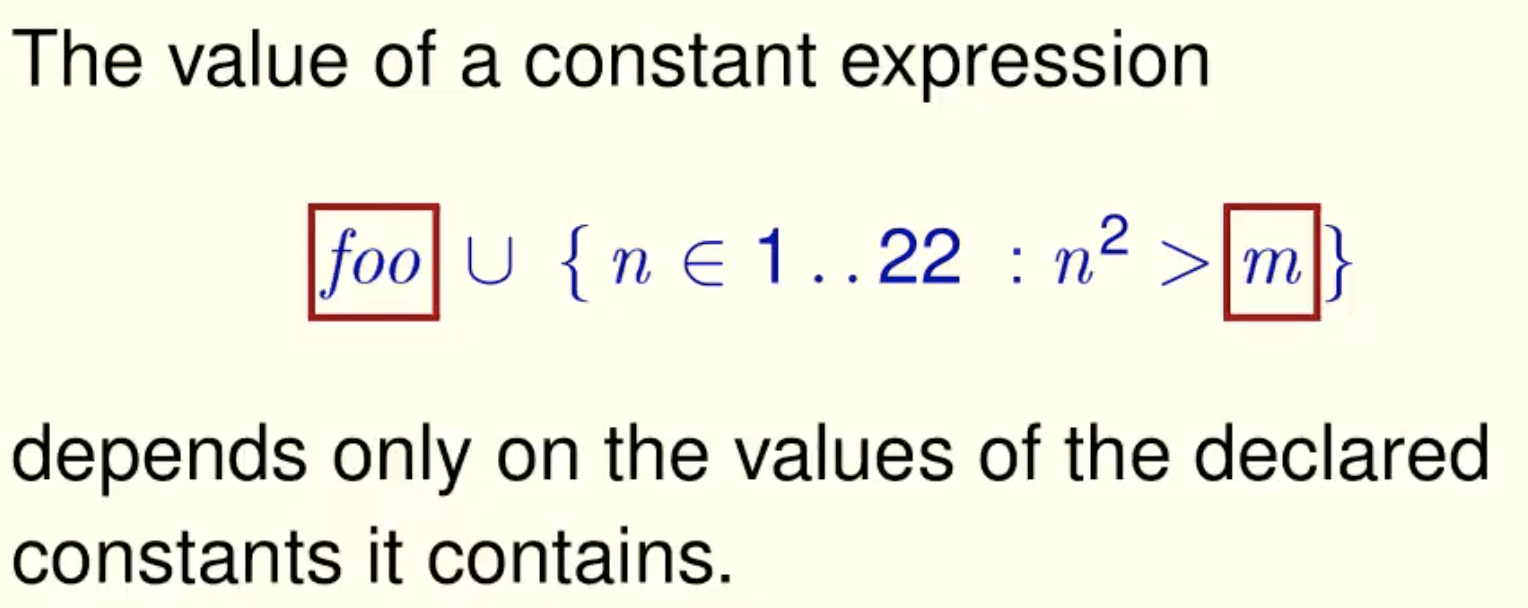 The value of a constant expression
foo ∪ { n ∈ 1 . . 22 : n² > m }
depends only on the values of the declared
constants it contains.